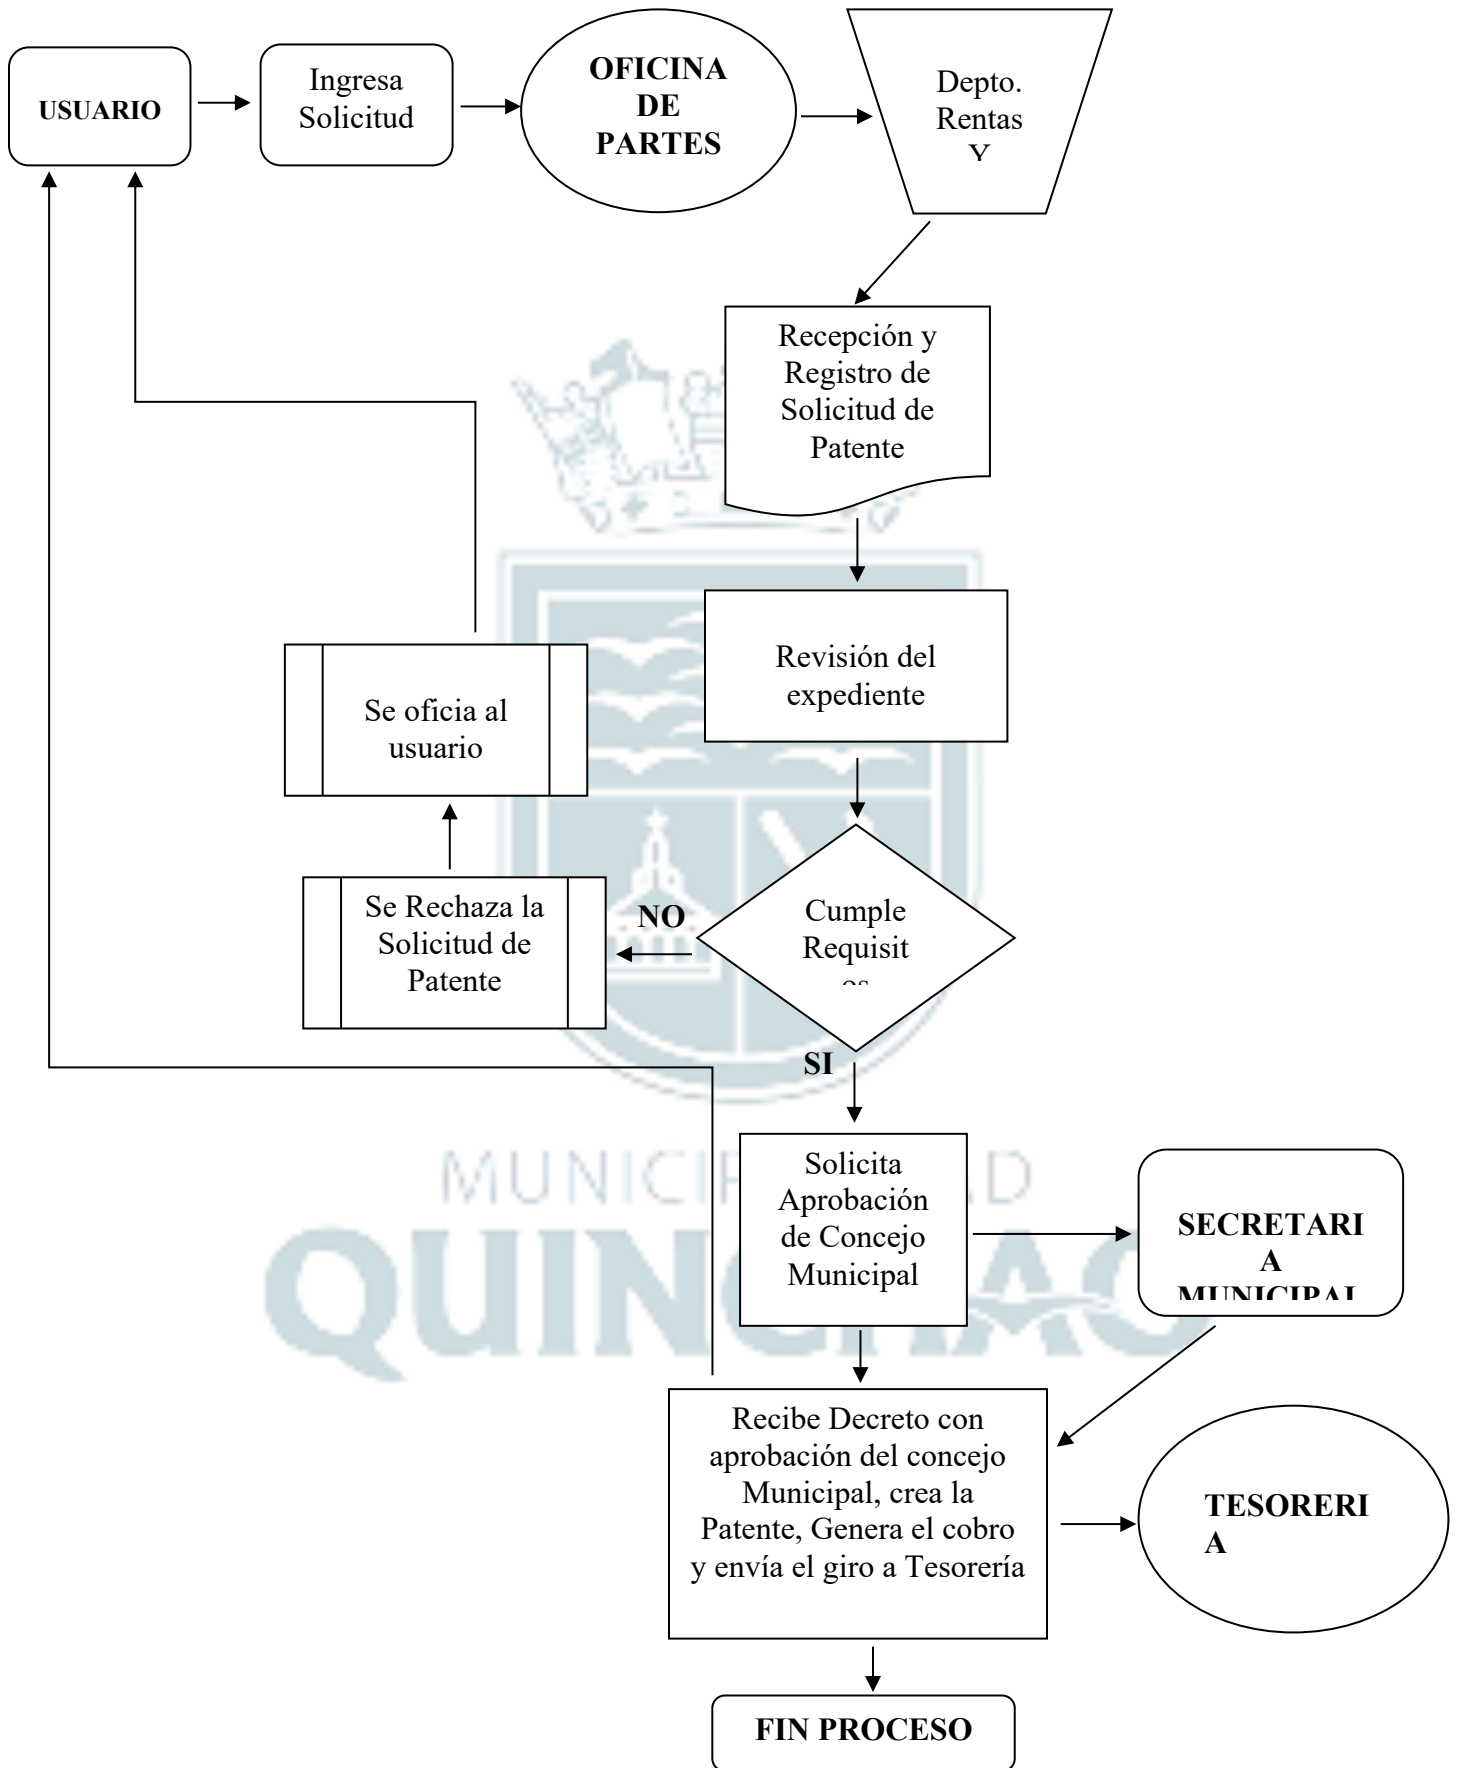 USUARIO
Ingresa
Solicitud
OFICINA
DE
PARTES
Depto.
Rentas
Y
Recepción y
Registro de
Solicitud de
Patente
Revisión del
expediente
Se oficia al
usuario
Se Rechaza la
Solicitud de
Patente
NO
Cumple
Requisit
os
SI
Solicita
Aprobación
de Concejo
Municipal
SECRETARI
A
MUNICIPAL
Recibe Decreto con
aprobación del concejo
Municipal, crea la
Patente, Genera el cobro
y envía el giro a Tesorería
TESORERI
A
FIN PROCESO
QUINCHAO